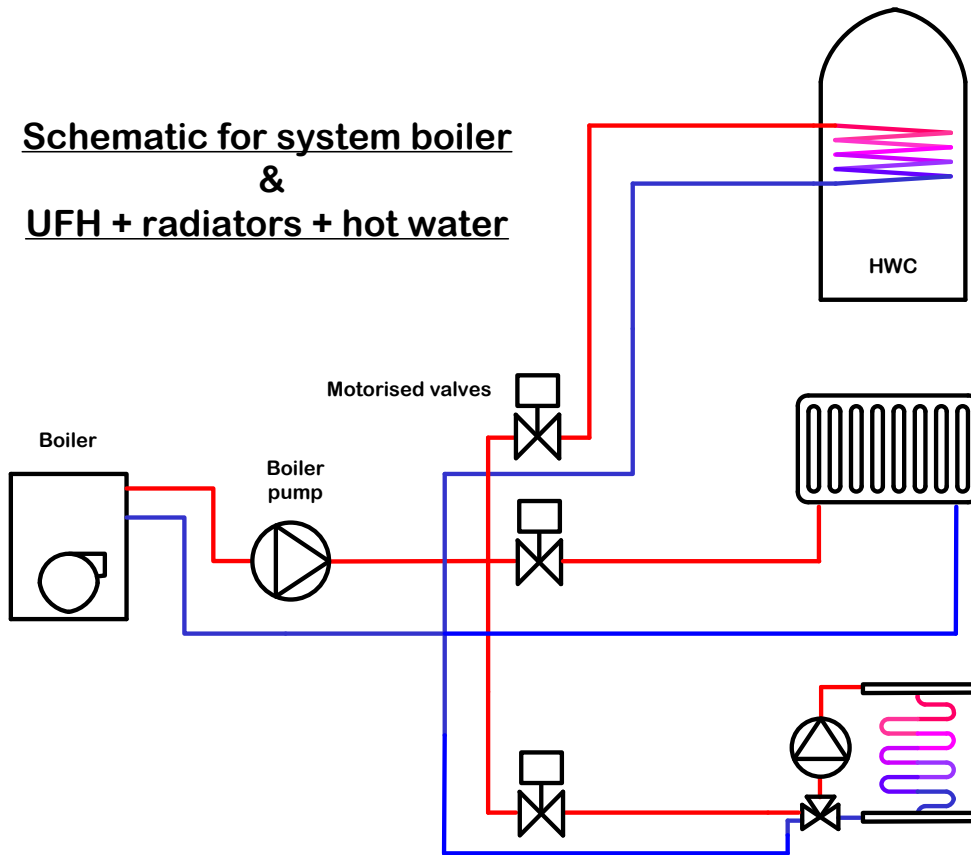 Schematic for system boiler
&
UFH + radiators + hot water
HWC
Motorised valves
Boiler
Boiler
pump